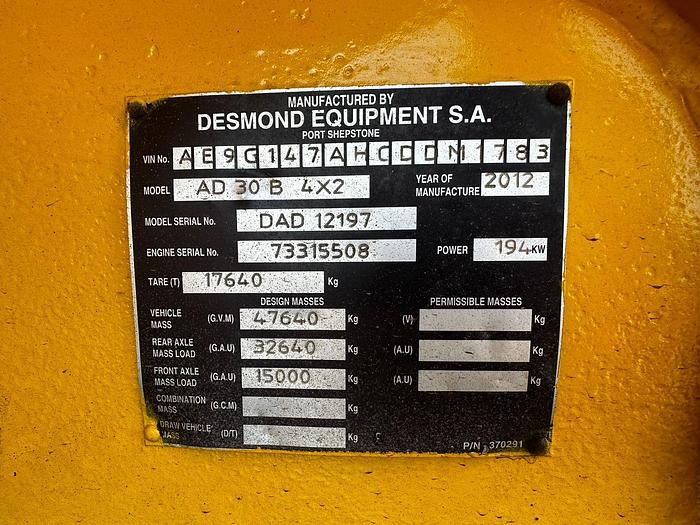 MANUFACTURED BY
DESMOND EQUIPMENT S.A.
PORT SHEPSTONE
VIN No. AE9C147AHCDDN1783
MODEL AD 30 B 4X2 YEAR OF MANUFACTURE 2012
MODEL SERIAL No. DAD 12197
ENGINE SERIAL No. 73315508 POWER 194 KW
TARE (T) 17640 Kg
DESIGN MASSES PERMISSIBLE MASSES
VEHICLE MASS (G.V.M) 47640 Kg (V) Kg
REAR AXLE MASS LOAD (G.A.U) 32640 Kg (A.U) Kg
FRONT AXLE MASS LOAD (G.A.U) 15000 Kg (A.U) Kg
COMBINATION MASS (G.C.M) Kg
DRAW VEHICLE MASS (D/T) Kg
P/N 370291